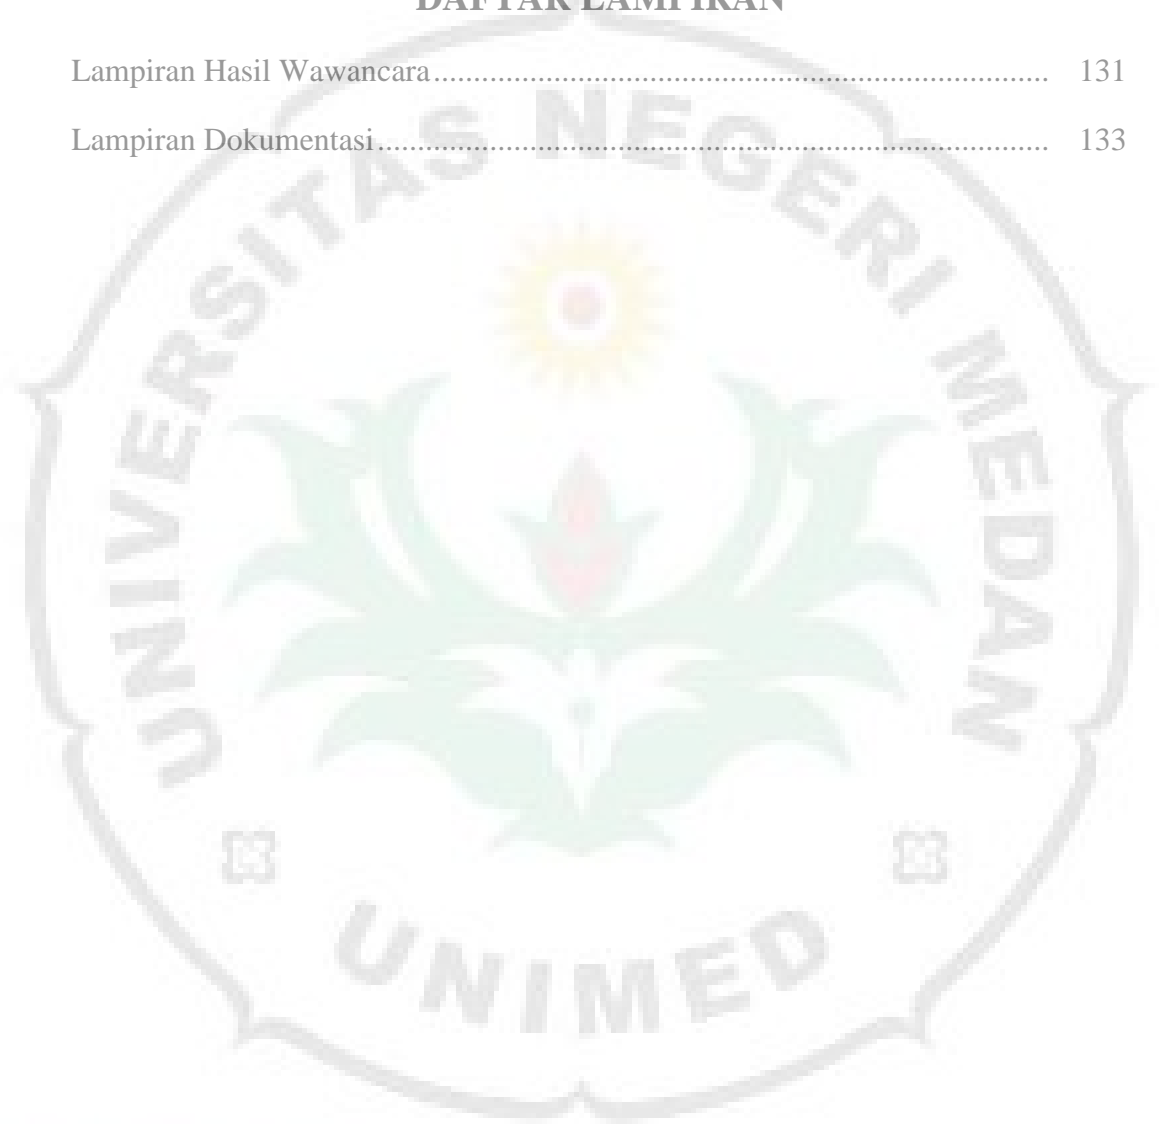 DAFTAR LAMPIRAN
Lampiran Hasil Wawancara........................................................................................... 131
Lampiran Dokumentasi................................................................................................... 133
UNIVERSITAS NEGERI MEDAN
UNIMED